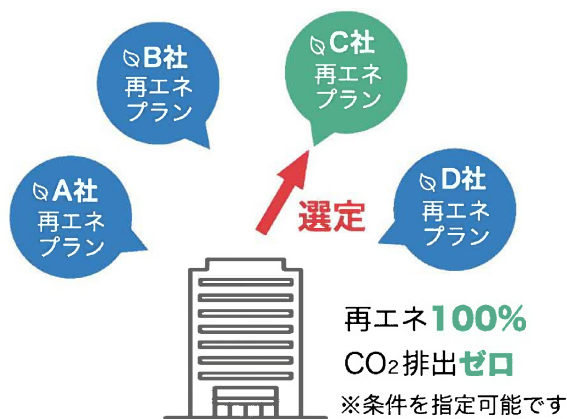 B社
再エネ
プラン
C社
再エネ
プラン
A社
再エネ
プラン
D社
再エネ
プラン
選定
再エネ100%
CO2排出ゼロ
※条件を指定可能です